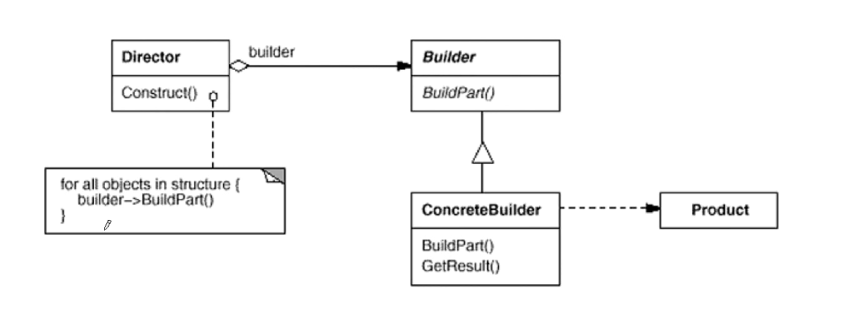 Director
Construct()
builder
Builder
BuildPart()
for all objects in structure {
builder->BuildPart()
}
ConcreteBuilder
BuildPart()
GetResult()
Product